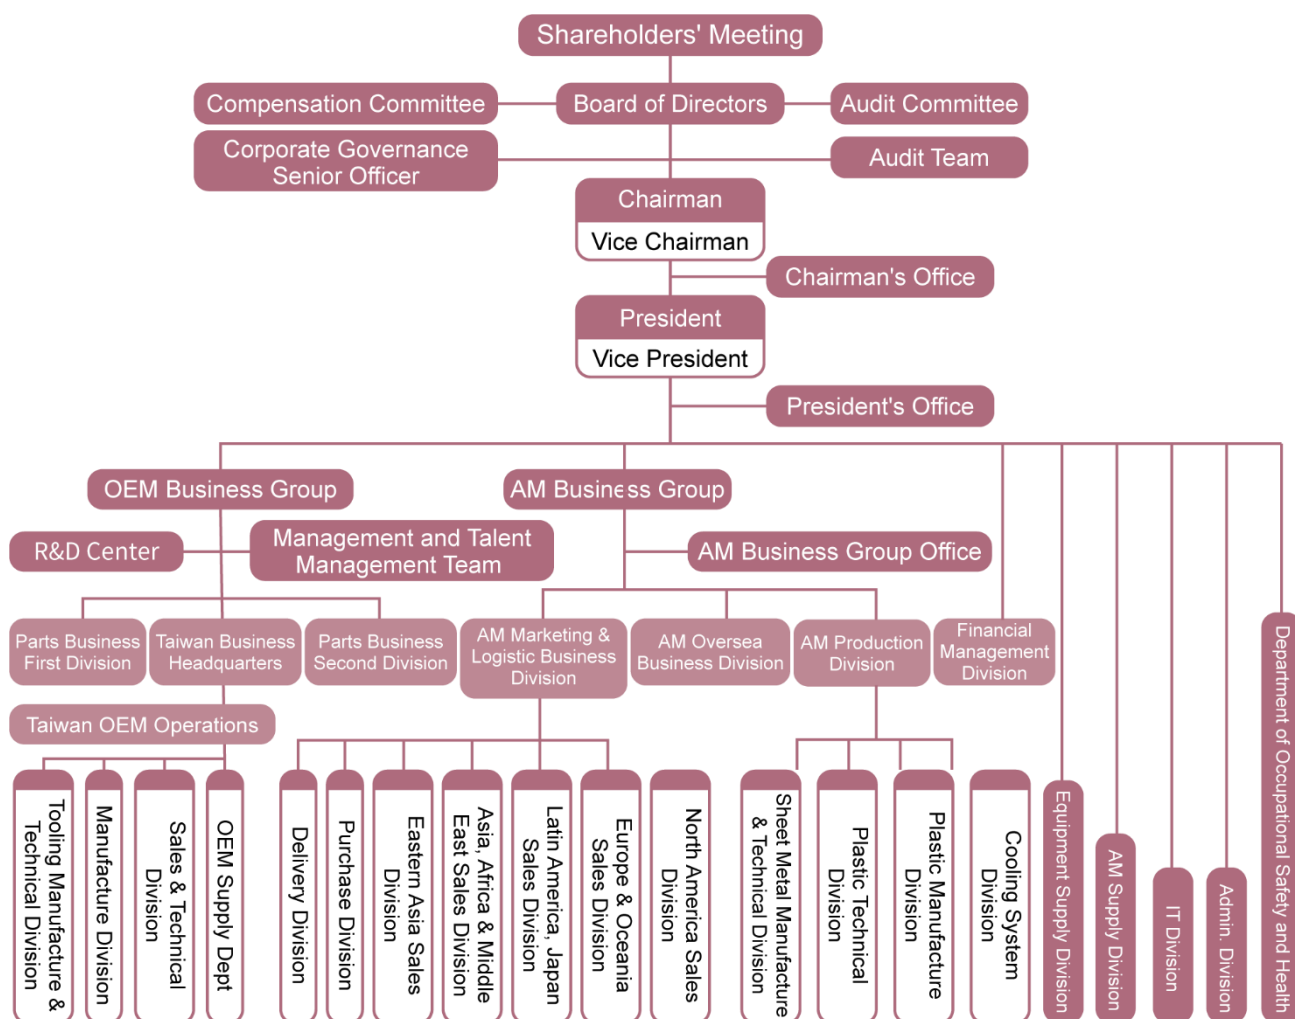 Shareholders' Meeting
Compensation Committee
Board of Directors
Audit Committee
Corporate Governance
Senior Officer
Audit Team
Chairman
Vice Chairman
Chairman's Office
President
Vice President
President's Office
OEM Business Group
AM Business Group
R&D Center
Management and Talent
Management Team
AM Business Group Office
Parts Business
First Division
Taiwan Business
Headquarters
Parts Business
Second Division
AM Marketing &
Logistic Business
Division
AM Oversea
Business Division
AM Production
Division
Financial
Management
Division
Taiwan OEM Operations
Tooling Manufacture &
Technical Division
Manufacture Division
Sales & Technical
Division
OEM Supply Dept
Delivery Division
Purchase Division
Eastern Asia Sales
Division
Asia, Africa & Middle
East Sales Division
Latin America, Japan
Sales Division
Europe & Oceania
Sales Division
North America Sales
Division
Sheet Metal Manufacture
& Technical Division
Plastic Technical
Division
Plastic Manufacture
Division
Cooling System
Division
Equipment Supply Division
AM Supply Division
IT Division
Admin. Division
Department of Occupational Safety and Health